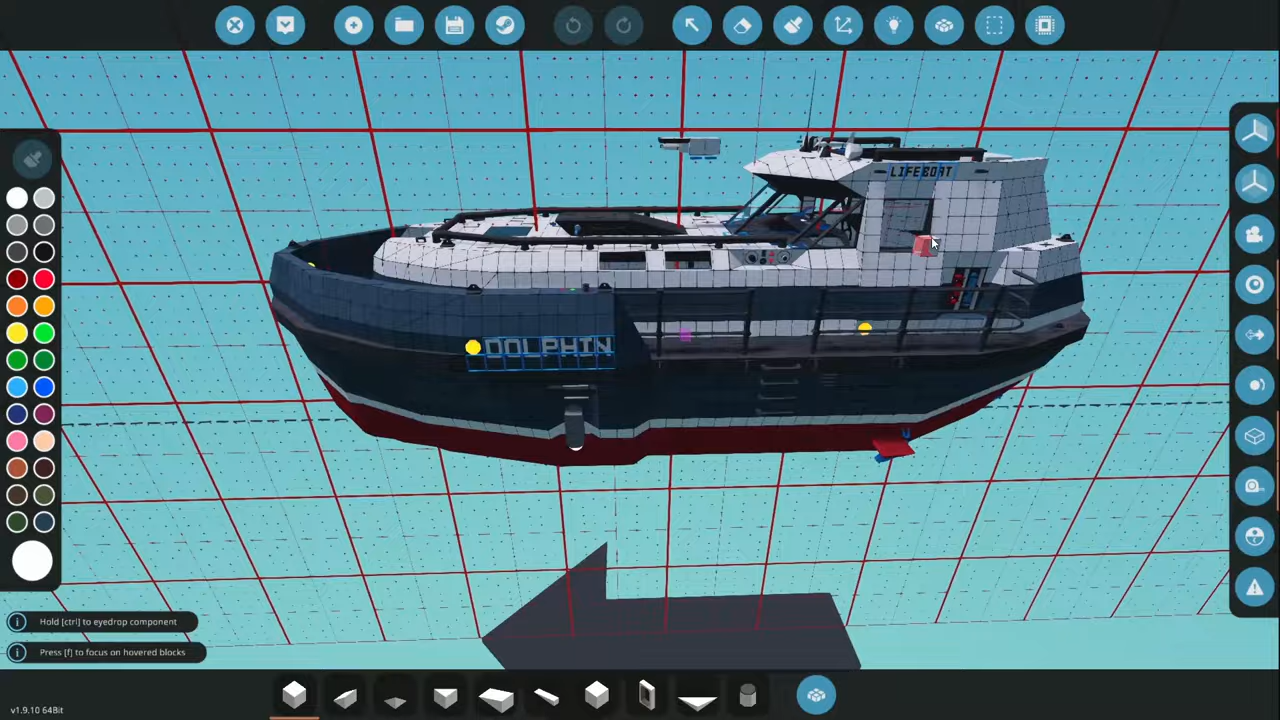 LIFEBOAT
DOLPHIN
Hold [ctrl] to eyedrop component
Press [f] to focus on hovered blocks
v1.9.10 64Bit